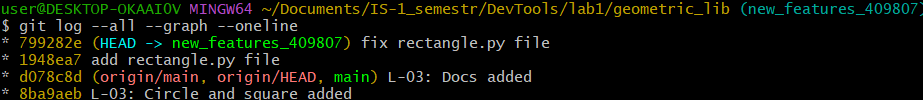 user@DESKTOP-OKAAI0V MINGW64 ~/Documents/IS-1_semestr/DevTools/lab1/geometric_lib (new_features_409807)
$ git log --all --graph --oneline
* 799282e (HEAD -> new_features_409807) fix rectangle.py file
* 1948ea7 add rectangle.py file
* d078c8d (origin/main, origin/HEAD, main) L-03: Docs added
* 8ba9aeb L-03: Circle and square added